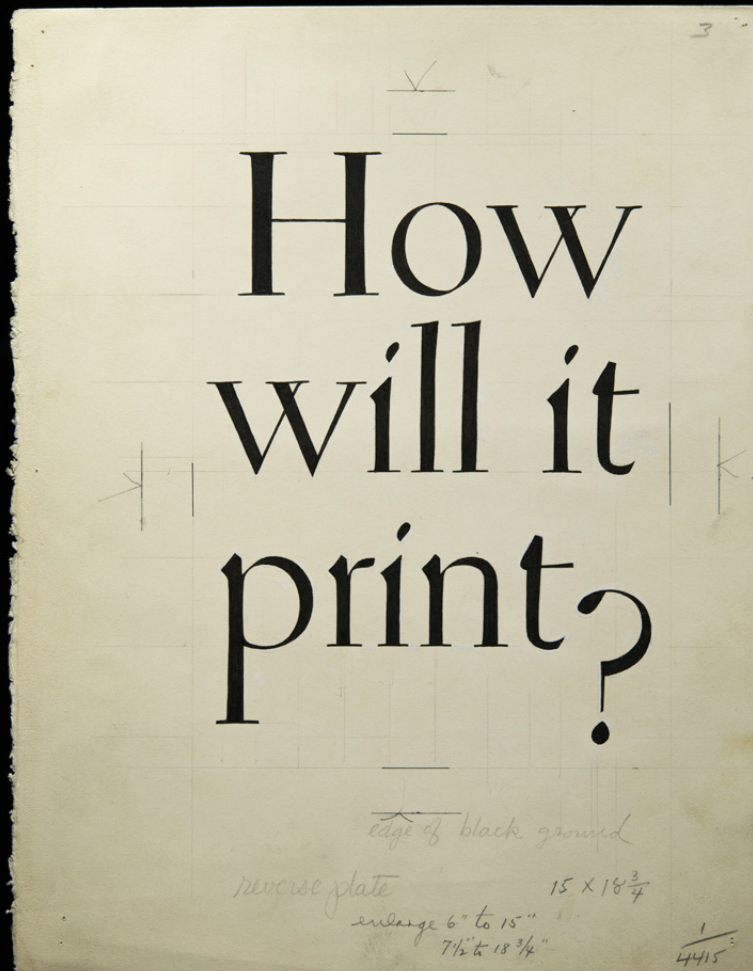 3
How
will it
print?
edge of black ground
reverse plate 15 X 18 3/4
enlarge 6" to 15"
7 1/2" to 18 3/4"
1
4415